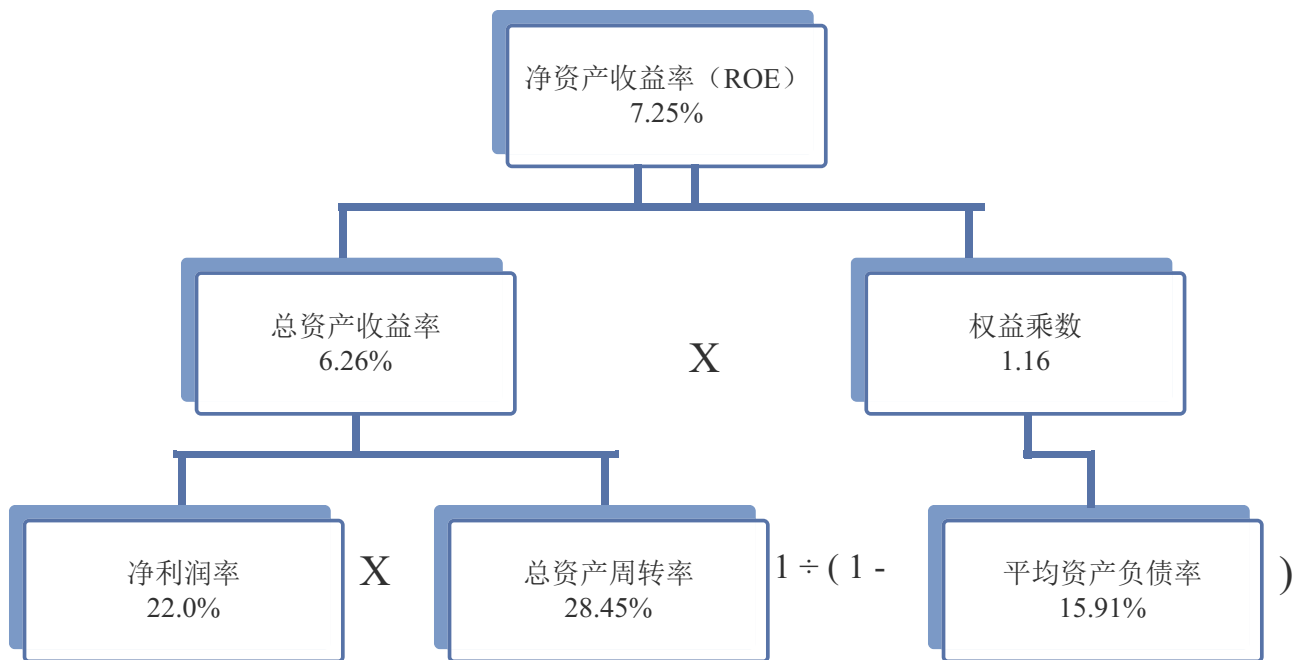 净资产收益率（ROE）
7.25%
总资产收益率
6.26%
X
权益乘数
1.16
净利润率
22.0%
X
总资产周转率
28.45%
1 ÷ ( 1 -
平均资产负债率
15.91%
)